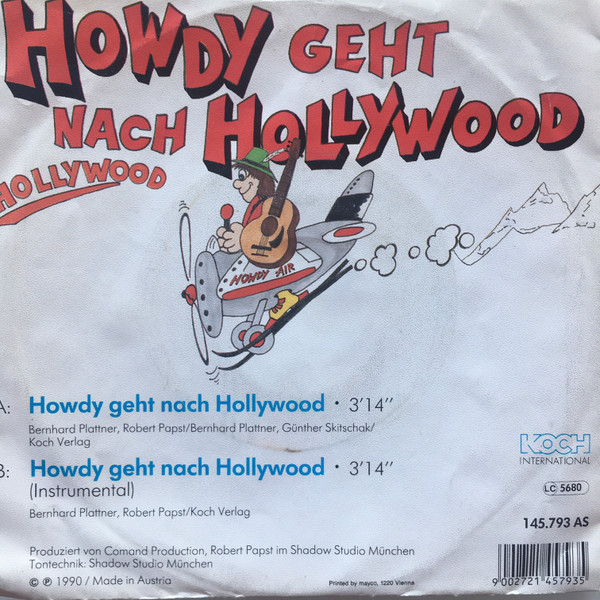 HOWDY GEHT
NACH HOLLYWOOD
HOLLYWOOD
HOWDY AIR
A: Howdy geht nach Hollywood · 3'14''
Bernhard Plattner, Robert Papst/Bernhard Plattner, Günther Skitschak/
Koch Verlag
B: Howdy geht nach Hollywood · 3'14''
(Instrumental)
Bernhard Plattner, Robert Papst/Koch Verlag
KOCH
INTERNATIONAL
LC 5680
145.793 AS
Produziert von Comand Production, Robert Papst im Shadow Studio München
Tontechnik: Shadow Studio München
© ℗ 1990 / Made in Austria
Printed by mayco, 1220 Vienna
9 002721 457935